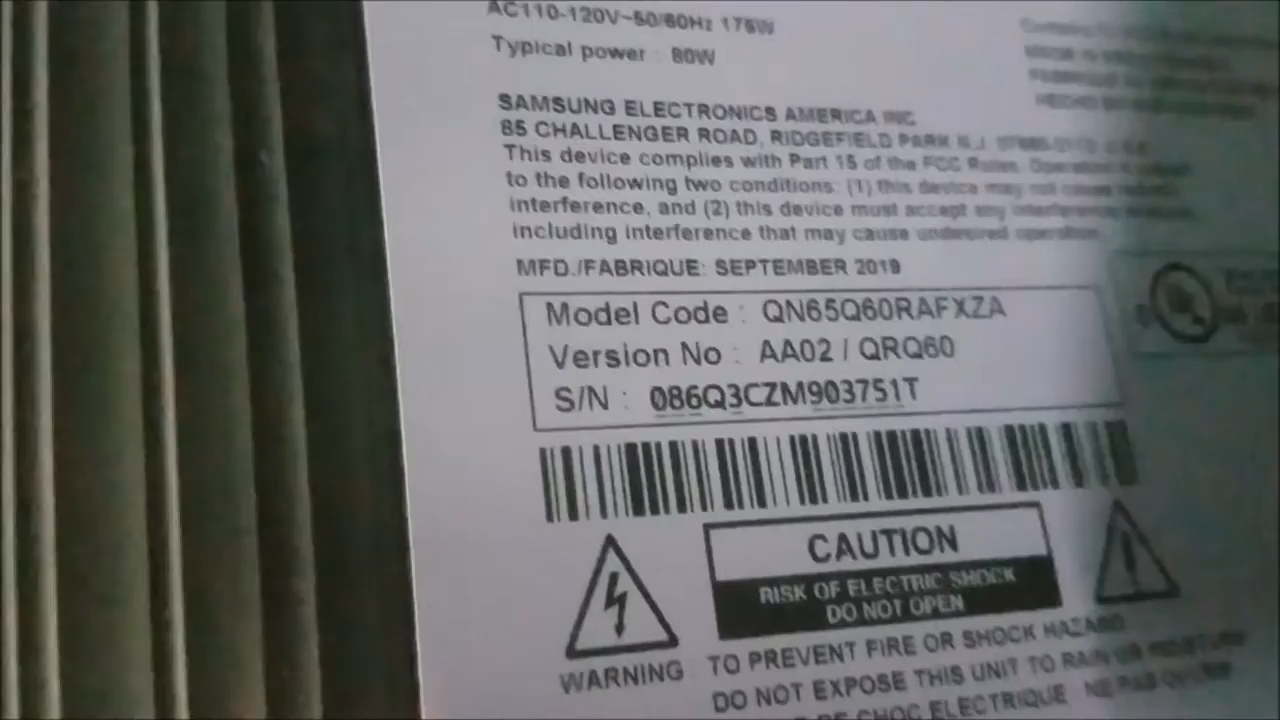 AC110-120V~50/60Hz 175W
Typical power : 80W
SAMSUNG ELECTRONICS AMERICA INC
85 CHALLENGER ROAD, RIDGEFIELD PARK N.J.
This device complies with Part 15 of the FCC Rules. Operation is subject
to the following two conditions: (1) this device may not cause
interference, and (2) this device must accept any interference
including interference that may cause undesired operation.
MFD./FABRIQUE: SEPTEMBER 2019
Model Code : QN65Q60RAFXZA
Version No : AA02 / QRQ60
S/N : 086Q3CZM903751T
CAUTION
RISK OF ELECTRIC SHOCK
DO NOT OPEN
WARNING
TO PREVENT FIRE OR SHOCK HAZARD
DO NOT EXPOSE THIS UNIT TO RAIN OR MOISTURE
DE CHOC ELECTRIQUE NE PAS OUVRIR